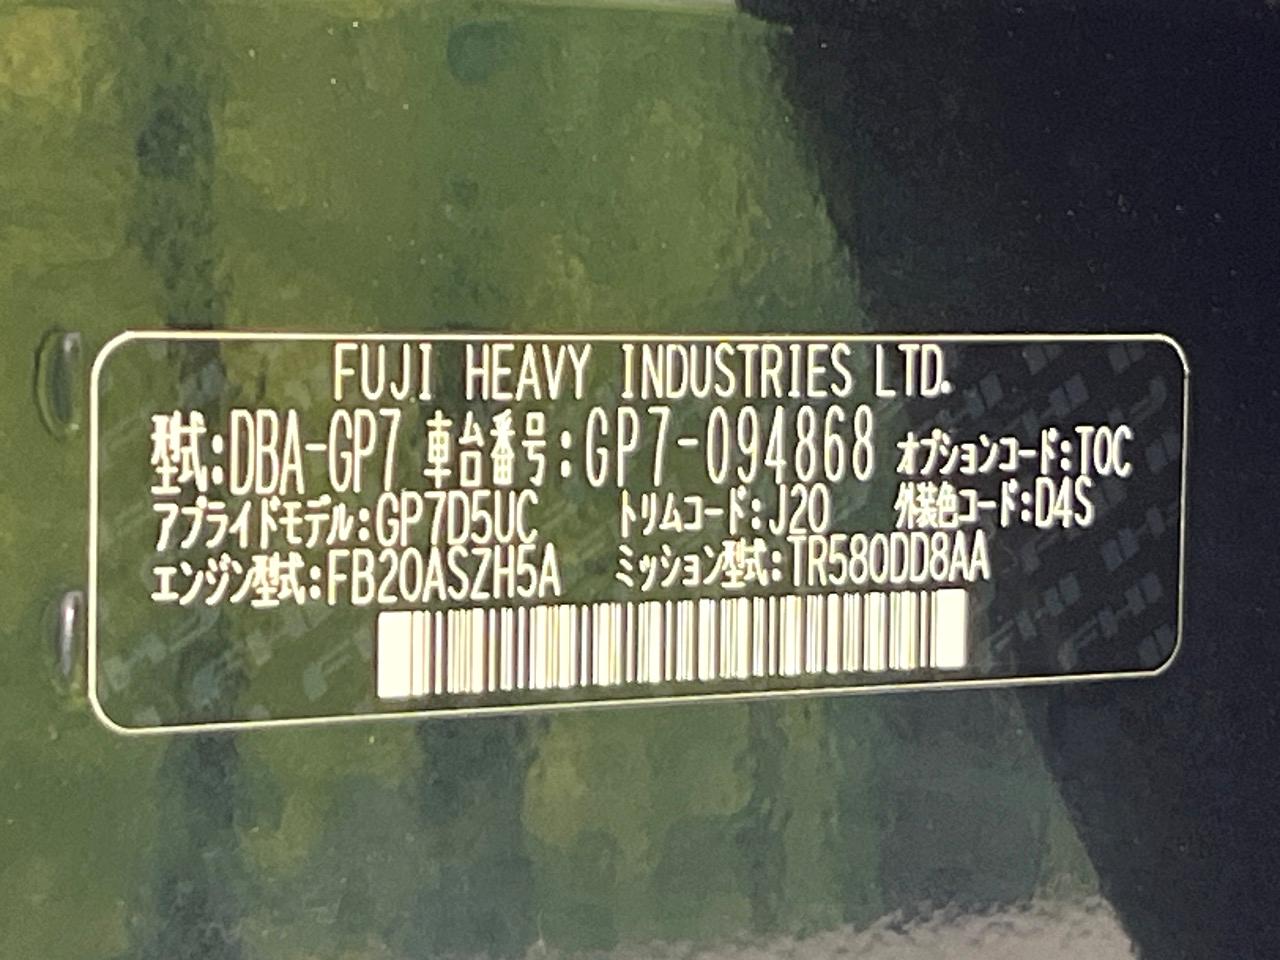 FUJI HEAVY INDUSTRIES LTD.
型式:DBA-GP7 車台番号:GP7-094868 オプションコード:TOC
アプライドモデル:GP7D5UC トリムコード:J20 外装色コード:D4S
エンジン型式:FB20ASZH5A ミッション型式:TR580DD8AA